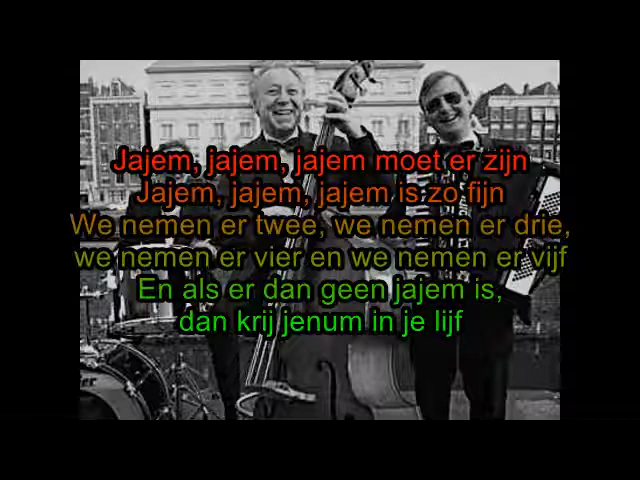 Jajem, jajem, jajem moet er zijn
Jajem, jajem, jajem is zo fijn
We nemen er twee, we nemen er drie,
we nemen er vier en we nemen er vijf
En als er dan geen jajem is,
dan krij jenum in je lijf